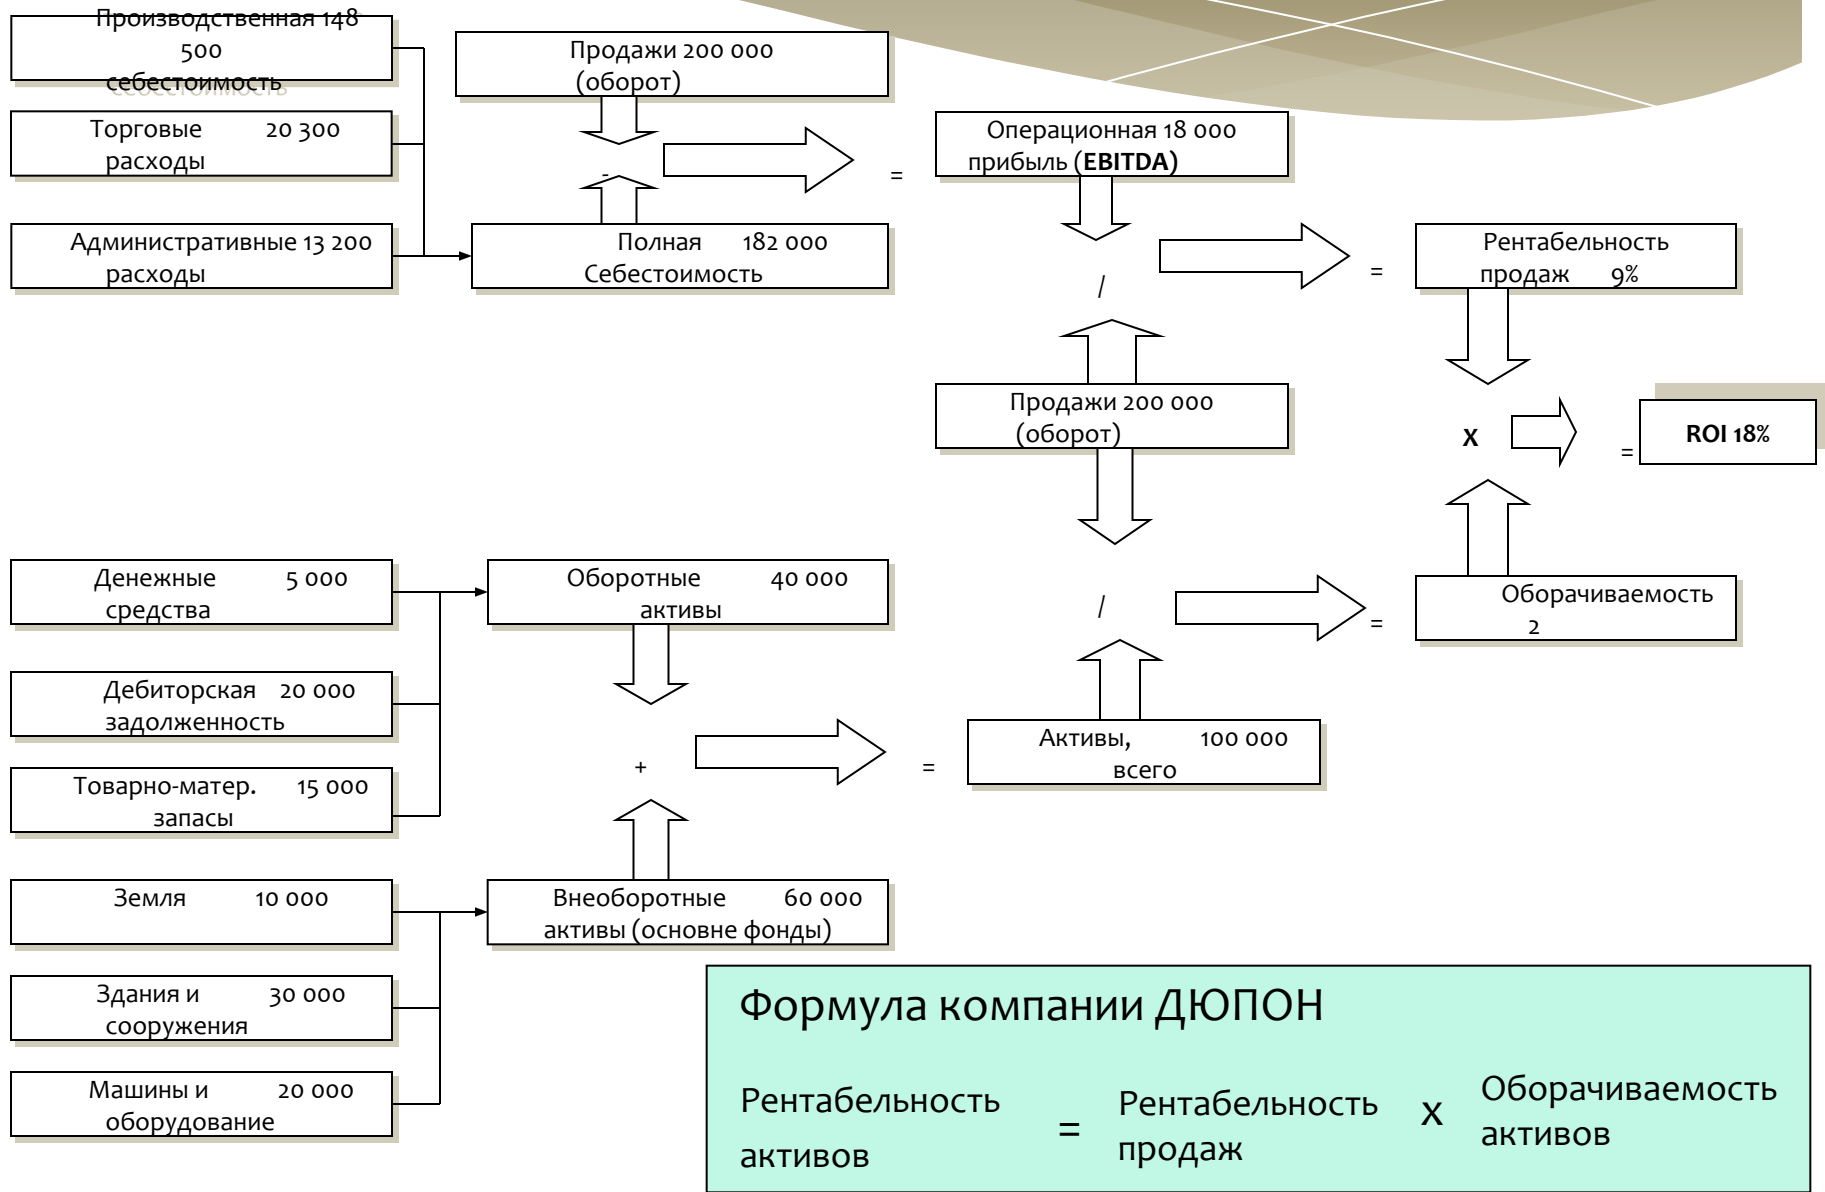 Производственная 148
500
себестоимость
Продажи 200 000
(оборот)
Торговые 20 300
расходы
-
=
Операционная 18 000
прибыль (EBITDA)
Административные 13 200
расходы
Полная 182 000
Себестоимость
/
=
Рентабельность
продаж 9%
Продажи 200 000
(оборот)
X
=
ROI 18%
Денежные 5 000
средства
Оборотные 40 000
активы
/
=
Оборачиваемость
2
Дебиторская 20 000
задолженность
Товарно-матер. 15 000
запасы
+
=
Активы, 100 000
всего
Земля 10 000
Внеоборотные 60 000
активы (основне фонды)
Здания и 30 000
сооружения
Машины и 20 000
оборудование
Формула компании ДЮПОН
Рентабельность
активов
=
Рентабельность
продаж
X
Оборачиваемость
активов